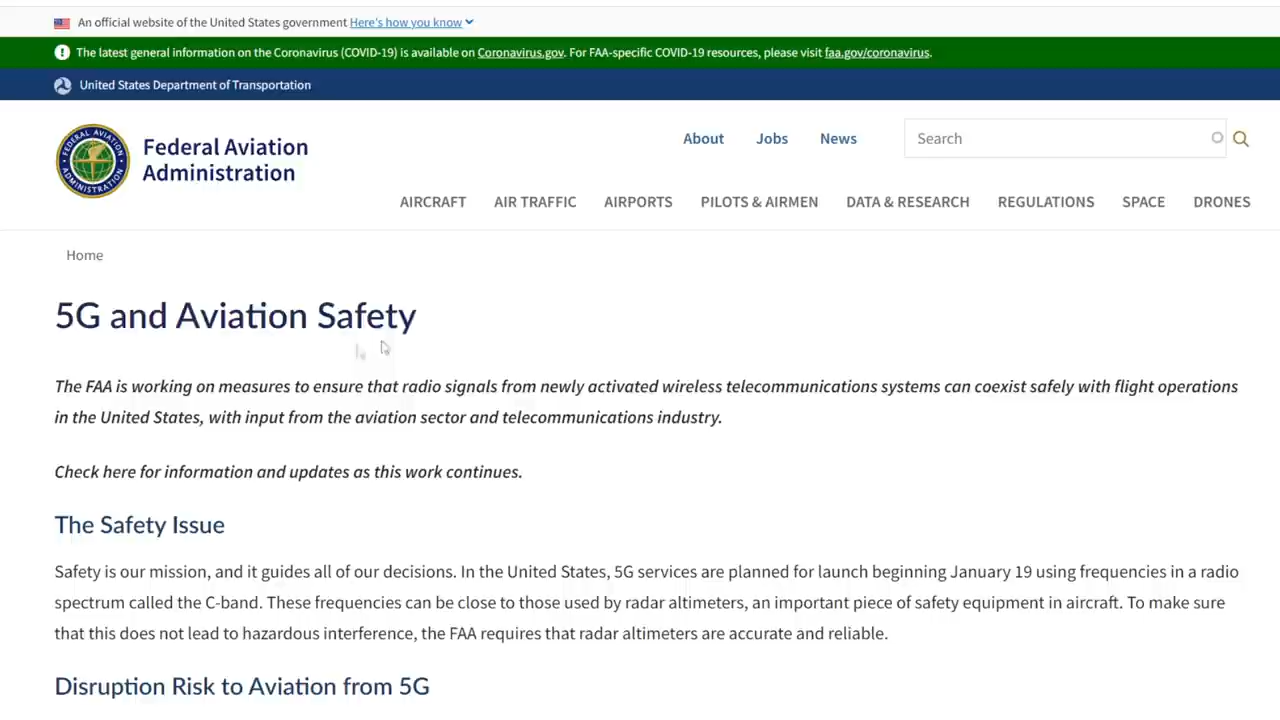 An official website of the United States government Here's how you know
The latest general information on the Coronavirus (COVID-19) is available on Coronavirus.gov. For FAA-specific COVID-19 resources, please visit faa.gov/coronavirus.
United States Department of Transportation
FEDERAL AVIATION ADMINISTRATION
Federal Aviation
Administration
About Jobs News Search
AIRCRAFT AIR TRAFFIC AIRPORTS PILOTS & AIRMEN DATA & RESEARCH REGULATIONS SPACE DRONES
Home
5G and Aviation Safety
The FAA is working on measures to ensure that radio signals from newly activated wireless telecommunications systems can coexist safely with flight operations
in the United States, with input from the aviation sector and telecommunications industry.
Check here for information and updates as this work continues.
The Safety Issue
Safety is our mission, and it guides all of our decisions. In the United States, 5G services are planned for launch beginning January 19 using frequencies in a radio
spectrum called the C-band. These frequencies can be close to those used by radar altimeters, an important piece of safety equipment in aircraft. To make sure
that this does not lead to hazardous interference, the FAA requires that radar altimeters are accurate and reliable.
Disruption Risk to Aviation from 5G